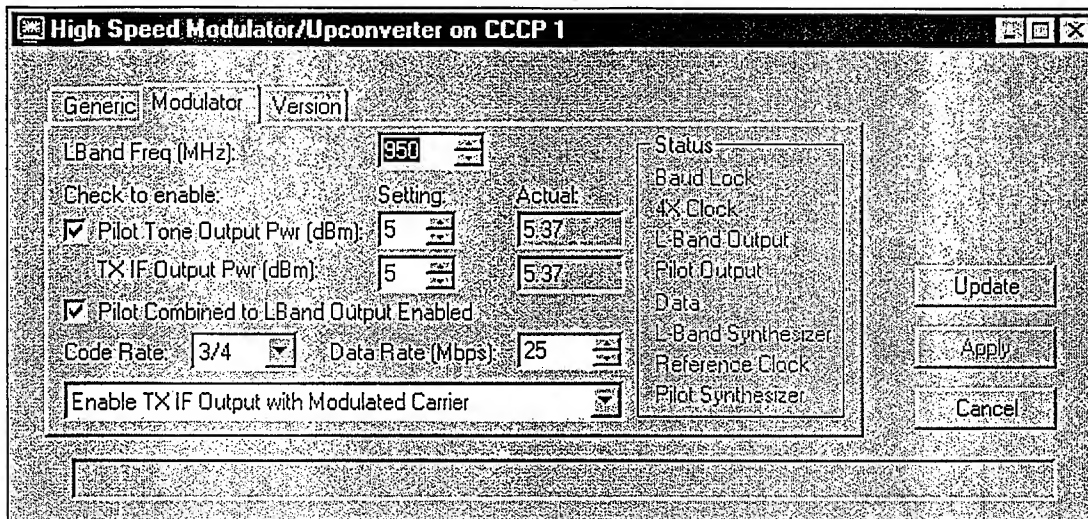 High Speed Modulator/Upconverter on CCCP 1
Generic Modulator Version
LBand Freq (MHz): 950
Check to enable: Setting: Actual:
Pilot Tone Output Pwr (dBm): 5 5.37
TX IF Output Pwr (dBm): 5 5.37
Pilot Combined to LBand Output Enabled
Code Rate: 3/4 Data Rate (Mbps): 25
Enable TX IF Output with Modulated Carrier
Status
Baud Lock
4X Clock
L-Band Output
Pilot Output
Data
L-Band Synthesizer
Reference Clock
Pilot Synthesizer
Update
Apply
Cancel